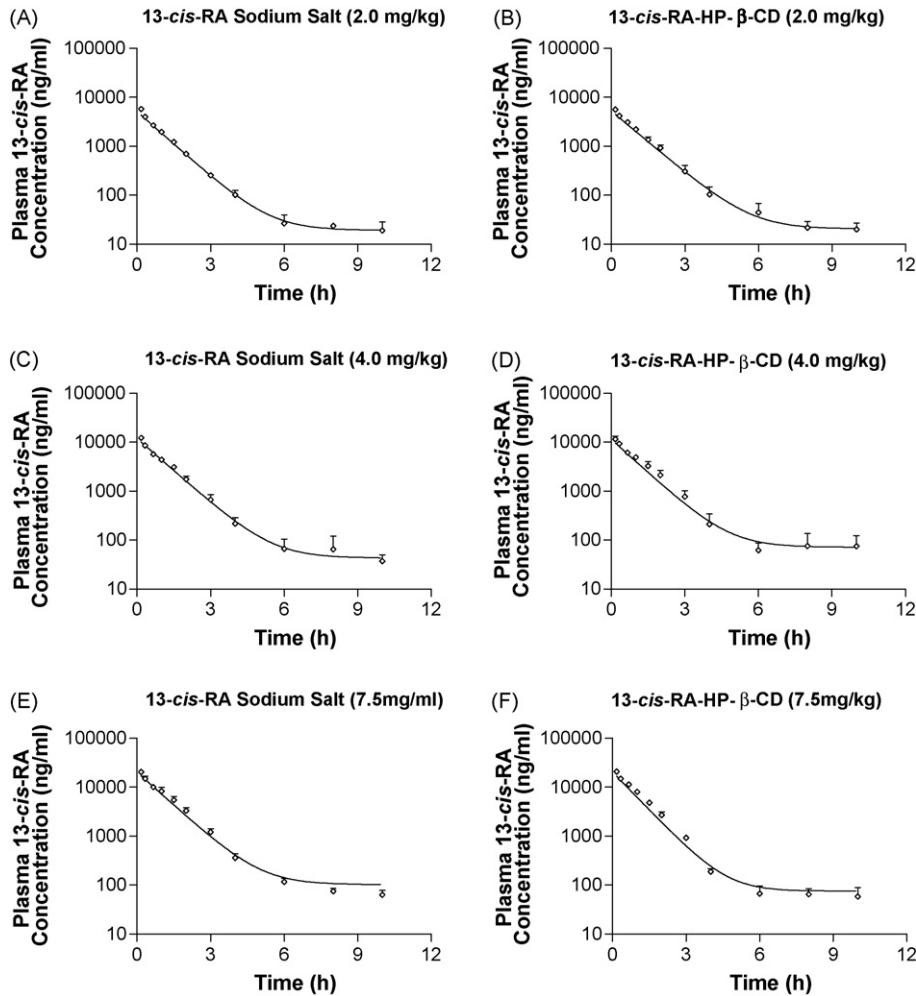 (A) 13-cis-RA Sodium Salt (2.0 mg/kg)
Plasma 13-cis-RA
Concentration (ng/ml)
100000
10000
1000
100
10
0 3 6 9 12
Time (h)
(B) 13-cis-RA-HP- β-CD (2.0 mg/kg)
Plasma 13-cis-RA
Concentration (ng/ml)
100000
10000
1000
100
10
0 3 6 9 12
Time (h)
(C) 13-cis-RA Sodium Salt (4.0 mg/kg)
Plasma 13-cis-RA
Concentration (ng/ml)
100000
10000
1000
100
10
0 3 6 9 12
Time (h)
(D) 13-cis-RA-HP- β-CD (4.0 mg/kg)
Plasma 13-cis-RA
Concentration (ng/ml)
100000
10000
1000
100
10
0 3 6 9 12
Time (h)
(E) 13-cis-RA Sodium Salt (7.5mg/ml)
Plasma 13-cis-RA
Concentration (ng/ml)
100000
10000
1000
100
10
0 3 6 9 12
Time (h)
(F) 13-cis-RA-HP- β-CD (7.5mg/kg)
Plasma 13-cis-RA
Concentration (ng/ml)
100000
10000
1000
100
10
0 3 6 9 12
Time (h)